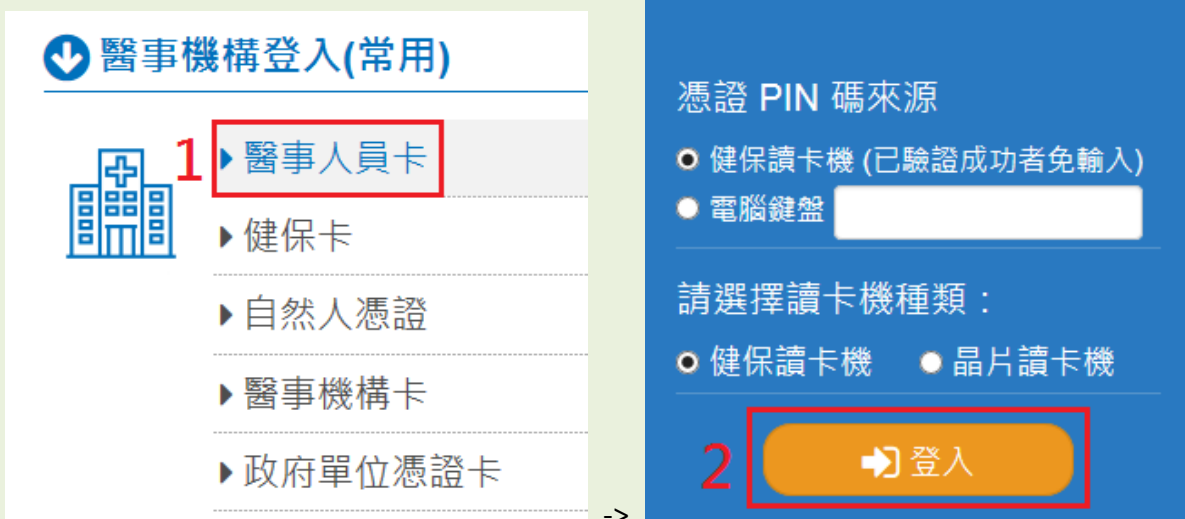 醫事機構登入(常用)
1
醫事人員卡
健保卡
自然人憑證
醫事機構卡
政府單位憑證卡
->
憑證 PIN 碼來源
健保讀卡機 (已驗證成功者免輸入)
電腦鍵盤
請選擇讀卡機種類：
健保讀卡機 晶片讀卡機
2 登入